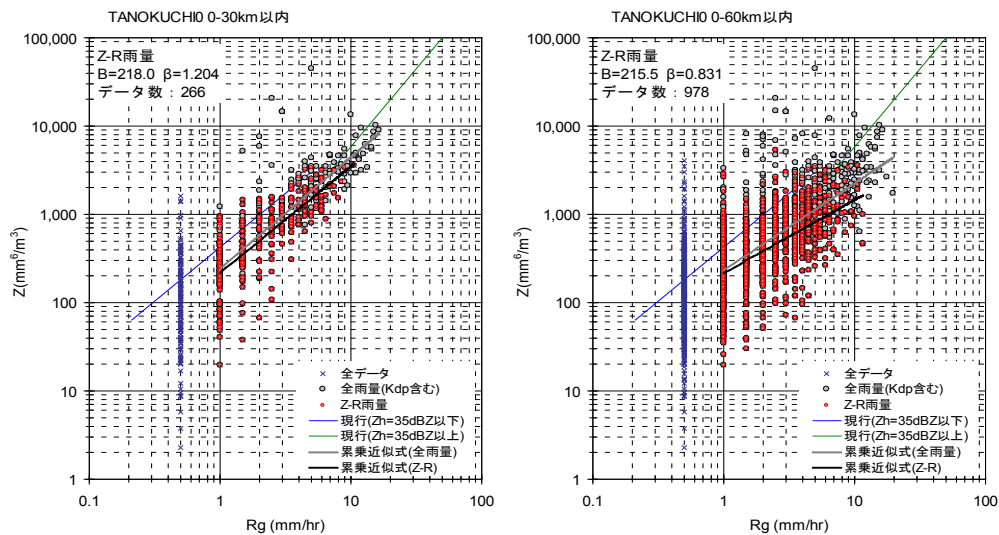 TANOKUCHI0 0-30km以内
Z-R雨量
B=218.0 β=1.204
データ数：266
100,000
10,000
1,000
100
10
1
Z(mm⁶/m³)
0.1
1
10
100
Rg (mm/hr)
全データ
全雨量(Kdp含む)
Z-R雨量
現行(Zh=35dBZ以下)
現行(Zh=35dBZ以上)
累乗近似式(全雨量)
累乗近似式(Z-R)
TANOKUCHI0 0-60km以内
Z-R雨量
B=215.5 β=0.831
データ数：978
100,000
10,000
1,000
100
10
1
Z(mm⁶/m³)
0.1
1
10
100
Rg (mm/hr)
全データ
全雨量(Kdp含む)
Z-R雨量
現行(Zh=35dBZ以下)
現行(Zh=35dBZ以上)
累乗近似式(全雨量)
累乗近似式(Z-R)